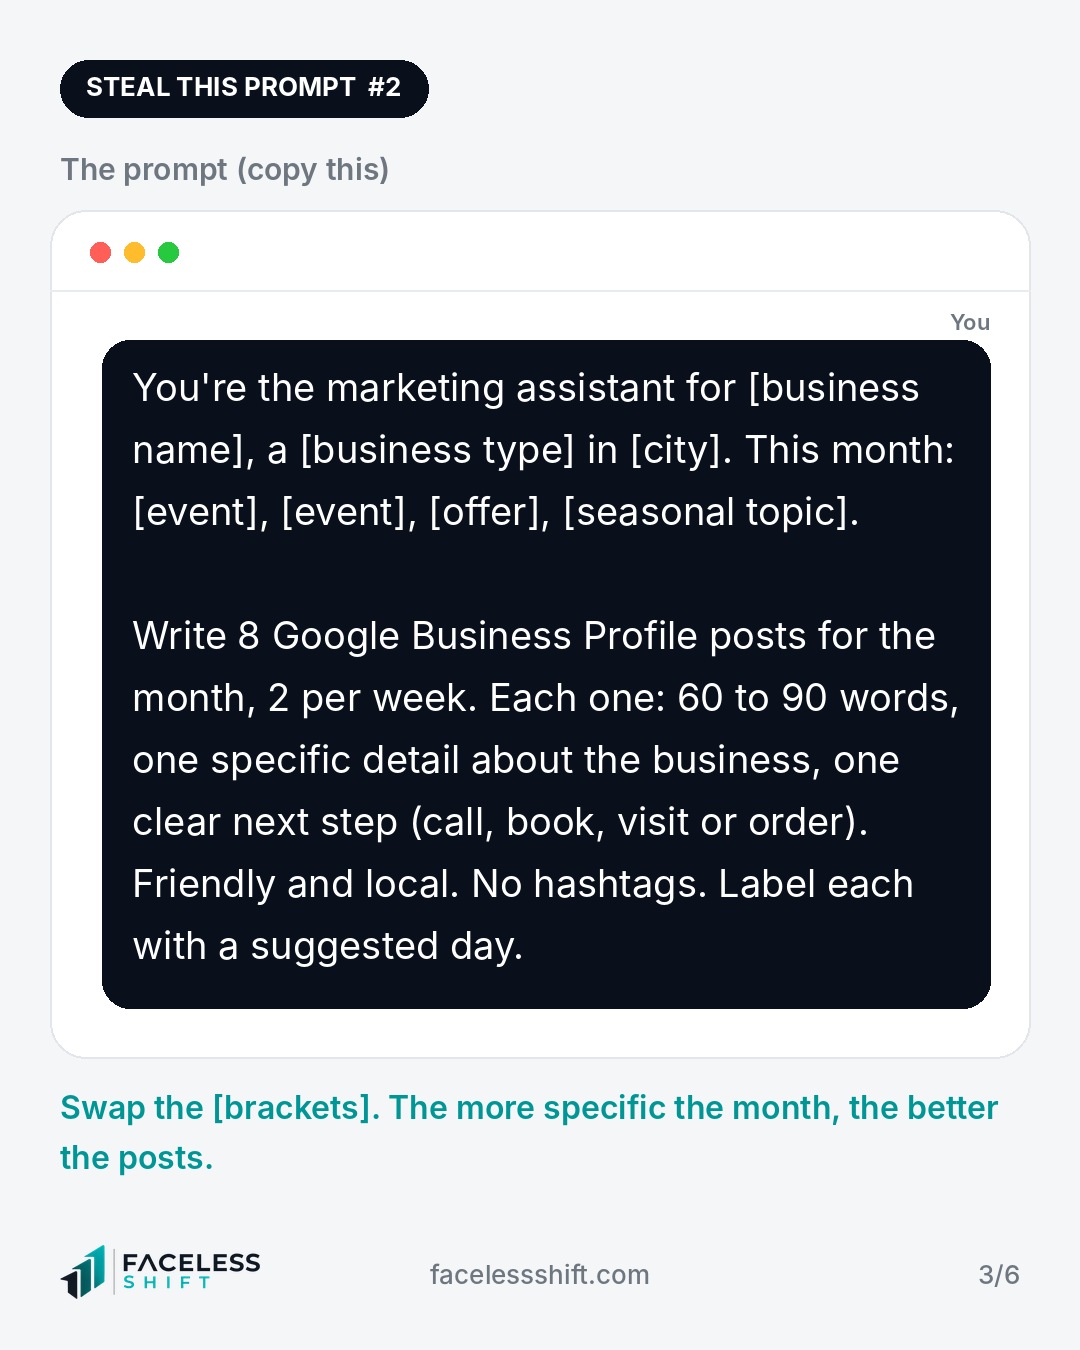 STEAL THIS PROMPT #2
The prompt (copy this)
You
You're the marketing assistant for [business
name], a [business type] in [city]. This month:
[event], [event], [offer], [seasonal topic].
Write 8 Google Business Profile posts for the
month, 2 per week. Each one: 60 to 90 words,
one specific detail about the business, one
clear next step (call, book, visit or order).
Friendly and local. No hashtags. Label each
with a suggested day.
Swap the [brackets]. The more specific the month, the better
the posts.
FACELESS
SHIFT
facelessshift.com
3/6